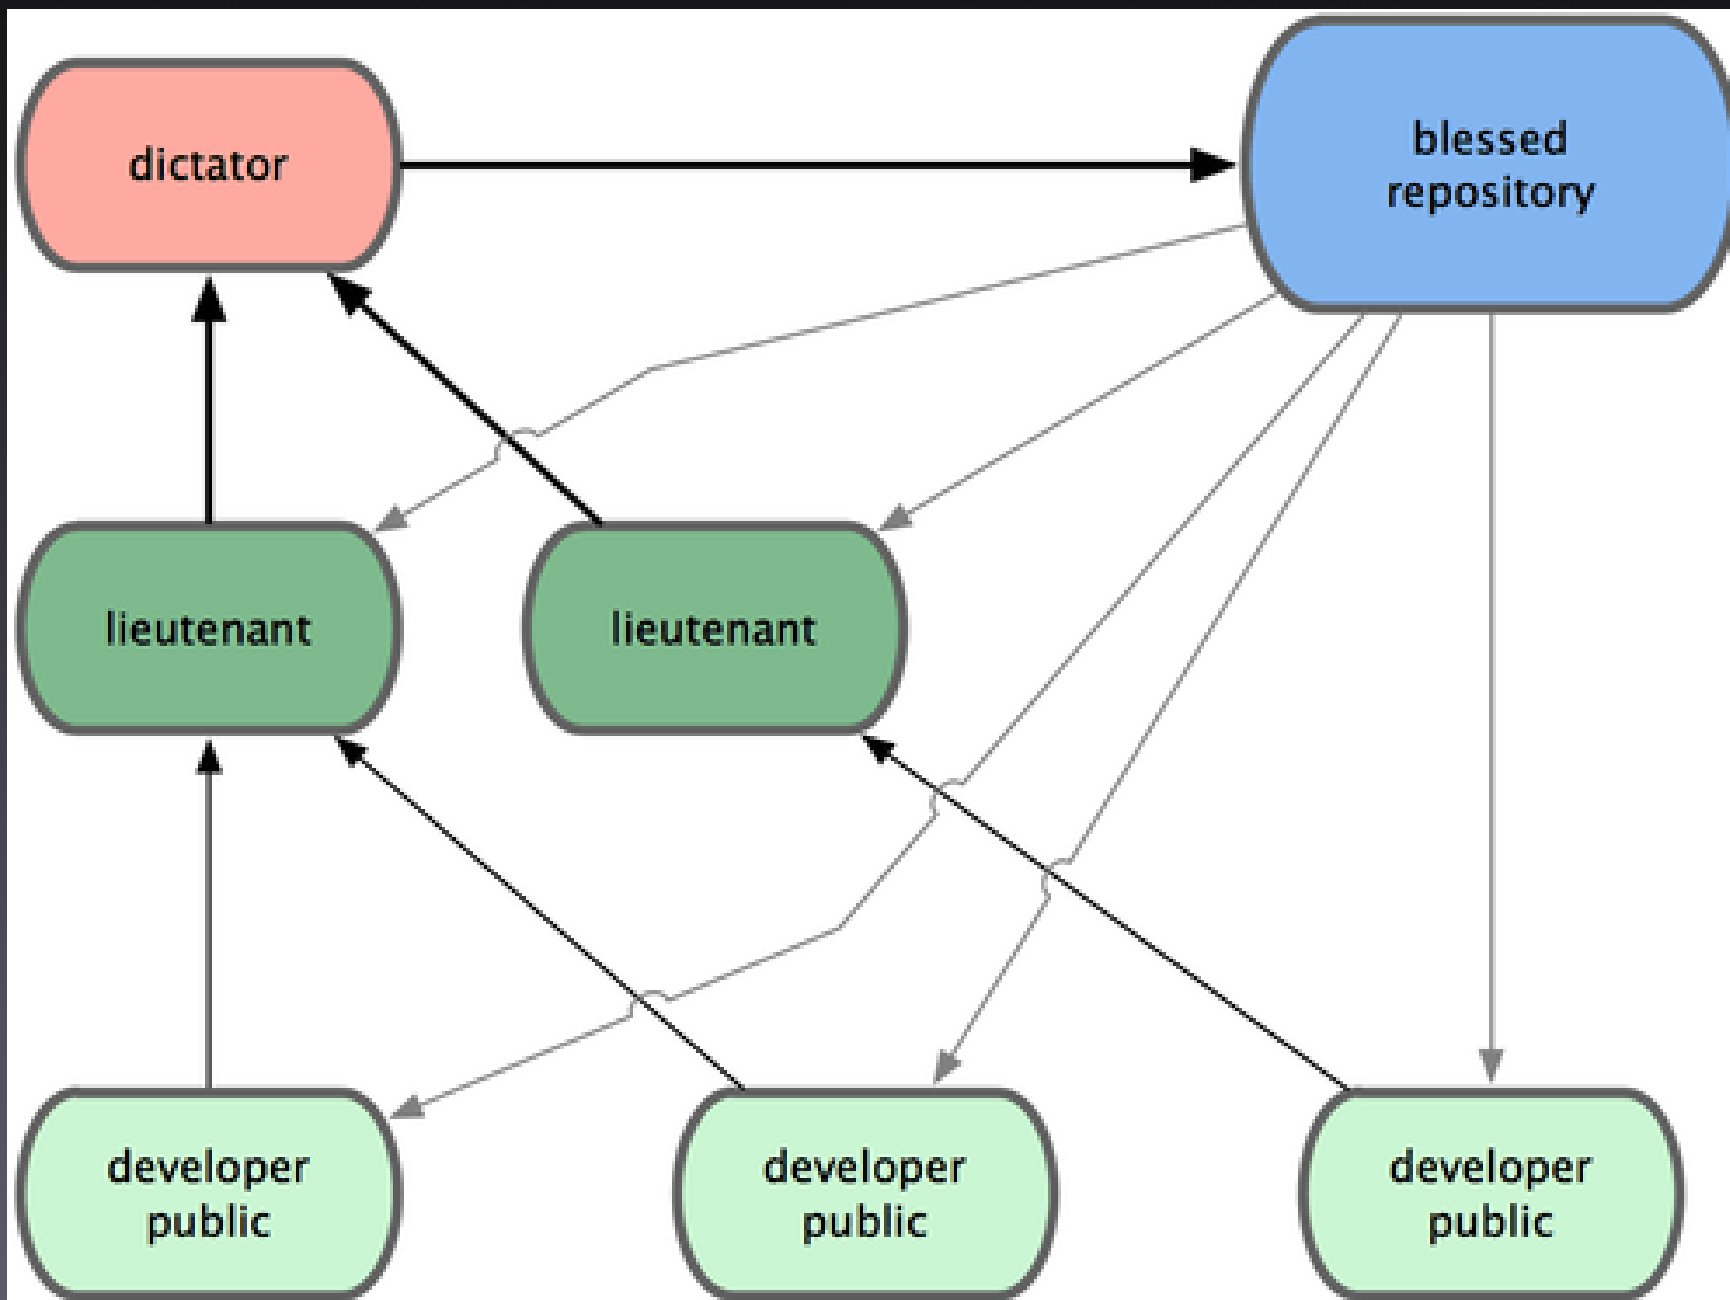 dictator
blessed
repository
lieutenant
lieutenant
developer
public
developer
public
developer
public